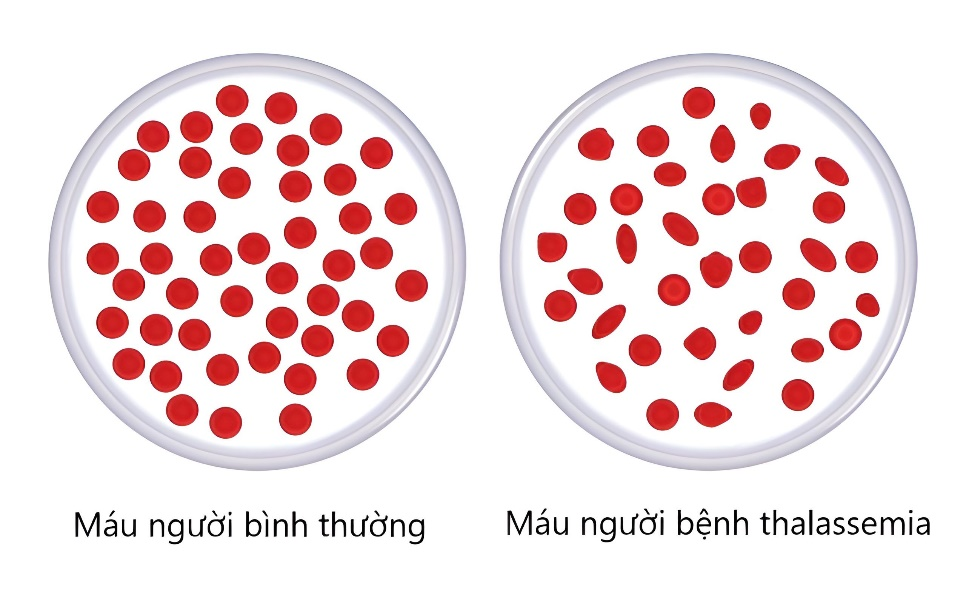 Máu người bình thường
Máu người bệnh thalassemia